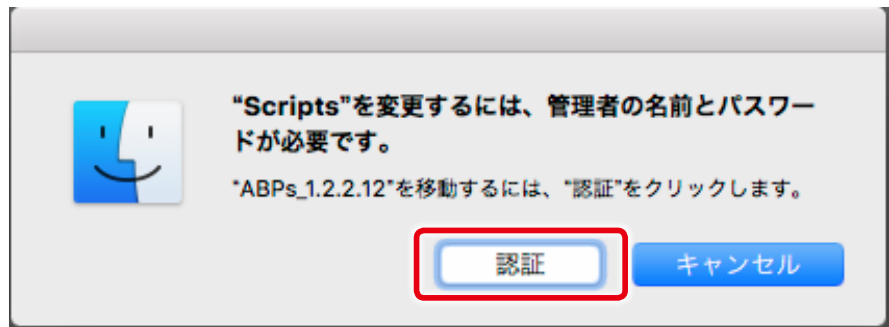 “Scripts”を変更するには、管理者の名前とパスワー
ドが必要です。
“ABPs_1.2.2.12”を移動するには、“認証”をクリックします。
認証
キャンセル